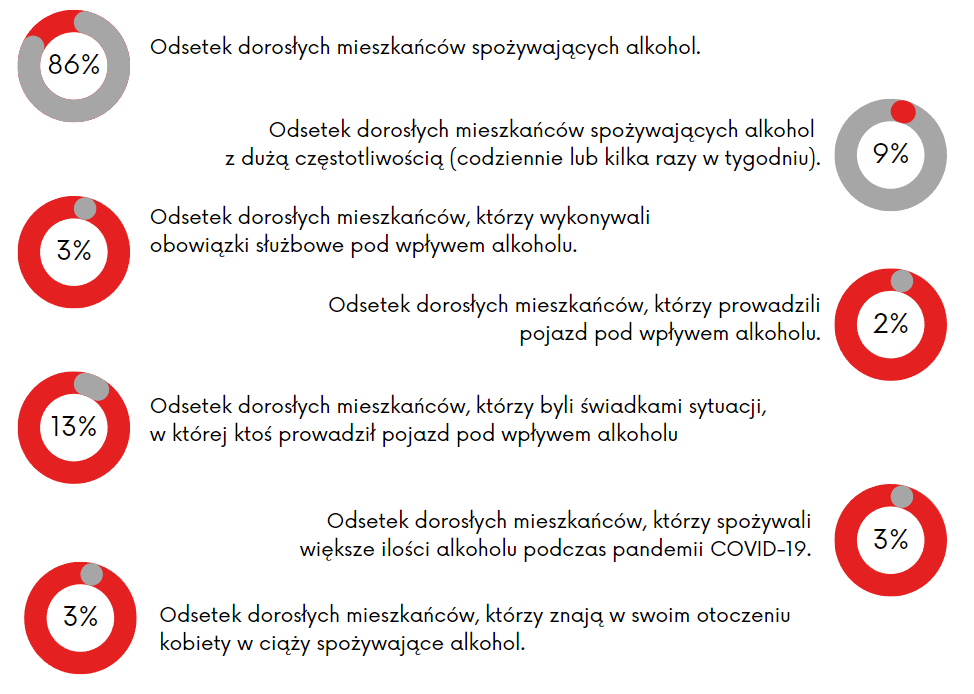 86%
Odsetek dorosłych mieszkańców spożywających alkohol.
Odsetek dorosłych mieszkańców spożywających alkohol
z dużą częstotliwością (codziennie lub kilka razy w tygodniu).
9%
3%
Odsetek dorosłych mieszkańców, którzy wykonywali
obowiązki służbowe pod wpływem alkoholu.
Odsetek dorosłych mieszkańców, którzy prowadzili
pojazd pod wpływem alkoholu.
2%
13%
Odsetek dorosłych mieszkańców, którzy byli świadkami sytuacji,
w której ktoś prowadził pojazd pod wpływem alkoholu
Odsetek dorosłych mieszkańców, którzy spożywali
większe ilości alkoholu podczas pandemii COVID-19.
3%
3%
Odsetek dorosłych mieszkańców, którzy znają w swoim otoczeniu
kobiety w ciąży spożywające alkohol.